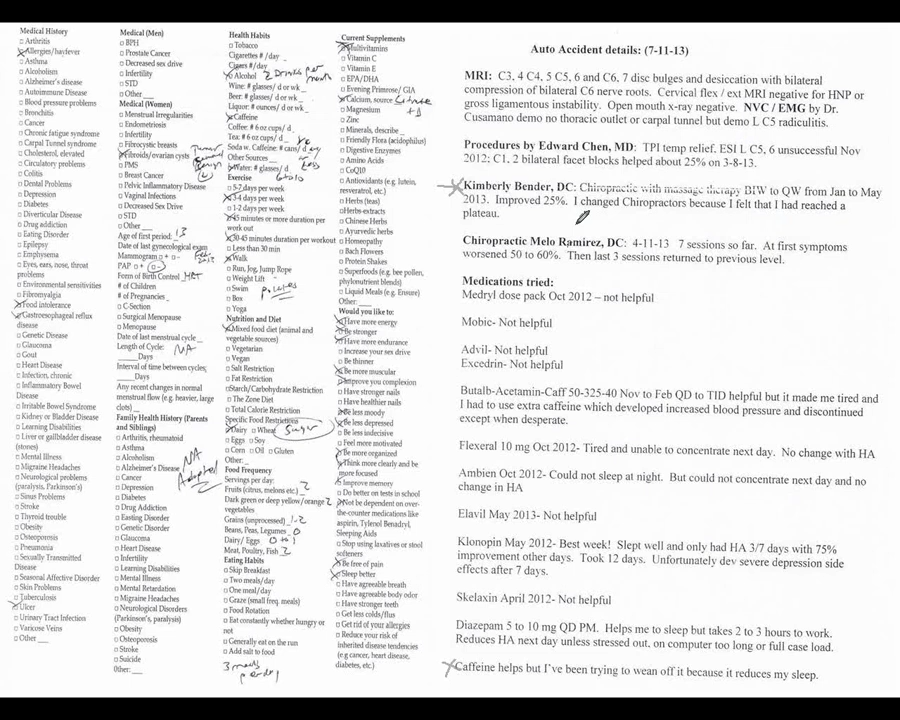 Medical History
□ Arthritis
□ Allergies/hayfever
□ Asthma
□ Alcoholism
□ Alzheimer's disease
□ Autoimmune Disease
□ Blood pressure problems
□ Bronchitis
□ Cancer
□ Chronic fatigue syndrome
□ Carpal Tunnel syndrome
□ Cholesterol, elevated
□ Circulatory problems
□ Colitis
□ Dental Problems
□ Depression
□ Diabetes
□ Diverticular Disease
□ Drug addiction
□ Eating Disorder
□ Epilepsy
□ Emphysema
□ Eyes, ears, nose, throat
problems
□ Environmental sensitivities
□ Fibromyalgia
□ Food intolerance
□ Gastroesophageal reflux
disease
□ Genetic Disease
□ Glaucoma
□ Gout
□ Heart Disease
□ Infection, chronic
□ Inflammatory Bowel
Disease
□ Irritable Bowel Syndrome
□ Kidney or Bladder Disease
□ Learning Disabilities
□ Liver or gallbladder disease
(stones)
□ Mental Illness
□ Migraine Headaches
□ Neurological problems
(paralysis, Parkinson's)
□ Sinus Problems
□ Stroke
□ Thyroid trouble
□ Obesity
□ Osteoporosis
□ Pneumonia
□ Sexually Transmitted
Disease
□ Seasonal Affective Disorder
□ Skin Problems
□ Tuberculosis
□ Ulcer
□ Urinary Tract Infection
□ Varicose Veins
□ Other ___
Medical (Men)
□ BPH
□ Prostate Cancer
□ Decreased sex drive
□ Infertility
□ STD
□ Other ___
Medical (Women)
□ Menstrual Irregularities
□ Endometriosis
□ Infertility
□ Fibrocystic breasts
□ Fibroids/ovarian cysts
□ PMS
□ Breast Cancer
□ Pelvic Inflammatory Disease
□ Vaginal Infections
□ Decreased Sex Drive
□ STD
□ Other ___
Age of first period: 13
Date of last gynecological exam
Mammogram □ + □ - Feb 2013
PAP □ + □ -
Form of Birth Control
# of Children
# of Pregnancies _
□ C-Section
□ Surgical Menopause
□ Menopause
Date of last menstrual cycle _
Length of Cycle: NA
____ Days
Interval of time between cycles;
____ Days
Any recent changes in normal
menstrual flow (e.g. heavier, large
clots) __
Family Health History (Parents
and Siblings)
□ Arthritis, rheumatoid
□ Asthma
□ Alcoholism
□ Alzheimer's Disease NA
□ Cancer Adopted
□ Depression
□ Diabetes
□ Drug Addiction
□ Easting Disorder
□ Genetic Disorder
□ Glaucoma
□ Heart Disease
□ Infertility
□ Learning Disabilities
□ Mental Illness
□ Mental Retardation
□ Migraine Headaches
□ Neurological Disorders
(Parkinson's, paralysis)
□ Obesity
□ Osteoporosis
□ Stroke
□ Suicide
Other: ___
Health Habits
□ Tobacco
Cigarettes # /day _
Cigars #/day
□ Alcohol 2 Drinks per month
Wine: # glasses/ d or wk_
Beer: # glasses/ d or wk_
Liquor: # ounces/ d or wk_
□ Caffeine
Coffee: # 6 oz cups/ d_
Tea: # 6 oz cups/ d_
Soda w. Caffeine: # cans/ d day
Other Sources
□ Water: # glasses/ d 6 to 10
Exercise
□ 5-7 days per week
□ 3-4 days per week
□ 1-2 days per week
□ 45 minutes or more duration per
work out
□ 30-45 minutes duration per workout
□ Less than 30 min
□ Walk
□ Run, Jog, Jump Rope
□ Weight Lift
□ Swim
□ Box
□ Yoga
Nutrition and Diet
□ Mixed food diet (animal and
vegetable sources)
□ Vegetarian
□ Vegan
□ Salt Restriction
□ Fat Restriction
□ Starch/Carbohydrate Restriction
□ The Zone Diet
□ Total Calorie Restriction
Specific Food Restrictions
□ Dairy □ Wheat Sugar
□ Eggs □ Soy
□ Corn □ Oil □ Gluten
Other: __
Food Frequency
Servings per day:
Fruits (citrus, melons etc.) 2
Dark green or deep yellow/orange 2
vegetables
Grains (unprocessed) 1-2
Beans, Peas, Legumes 0
Dairy/ Eggs 0 to 1
Meat, Poultry, Fish 2
Eating Habits
□ Skip Breakfast
□ Two meals/day
□ One meal/day
□ Graze (small freq. meals)
□ Food Rotation
□ Eat constantly whether hungry or
not
□ Generally eat on the run
□ Add salt to food
3 meals
per day
Current Supplements
□ Multivitamins
□ Vitamin C
□ Vitamin E
□ EPA/DHA
□ Evening Primrose/ GIA
□ Calcium, source Citrate
□ Magnesium + D
□ Zinc
□ Minerals, describe _
□ Friendly Flora (acidophilus)
□ Digestive Enzymes
□ Amino Acids
□ CoQ10
□ Antioxidants (e.g. lutein,
resveratrol, etc.)
□ Herbs (teas)
□ Herbs-extracts
□ Chinese Herbs
□ Ayurvedic herbs
□ Homeopathy
□ Bach Flowers
□ Protein Shakes
□ Superfoods (e.g. bee pollen,
phytonutrient blends)
□ Liquid Meals (e.g. Ensure)
Other: ___
Would you like to:
□ Have more energy
□ Be stronger
□ Have more endurance
□ Increase your sex drive
□ Be thinner
□ Be more muscular
□ Improve you complexion
□ Have stronger nails
□ Have healthier nails
□ Be less moody
□ Be less depressed
□ Be less indecisive
□ Feel more motivated
□ Be more organized
□ Think more clearly and be
more focused
□ Improve memory
□ Do better on tests in school
□ Not be dependent on over-
the-counter medications like
aspirin, Tylenol Benadryl,
Sleeping Aids
□ Stop using laxatives or stool
softeners
□ Be free of pain
□ Sleep better
□ Have agreeable breath
□ Have agreeable body odor
□ Have stronger teeth
□ Get less colds/flus
□ Get rid of your allergies
□ Reduce your risk of
inherited disease tendencies
(e.g cancer, heart disease,
diabetes, etc.)
Auto Accident details: (7-11-13)
MRI: C3, 4 C4, 5 C5, 6 and C6, 7 disc bulges and desiccation with bilateral
compression of bilateral C6 nerve roots. Cervical flex / ext MRI negative for HNP or
gross ligamentous instability. Open mouth x-ray negative. NVC / EMG by Dr.
Cusamano demo no thoracic outlet or carpal tunnel but demo L C5 radiculitis.
Procedures by Edward Chen, MD: TPI temp relief, ESI L C5, 6 unsuccessful Nov
2012; C1, 2 bilateral facet blocks helped about 25% on 3-8-13.
Kimberly Bender, DC: Chiropractic with massage therapy BIW to QW from Jan to May
2013. Improved 25%. I changed Chiropractors because I felt that I had reached a
plateau.
Chiropractic Melo Ramirez, DC: 4-11-13 7 sessions so far. At first symptoms
worsened 50 to 60%. Then last 3 sessions returned to previous level.
Medications tried:
Medryl dose pack Oct 2012 – not helpful
Mobic- Not helpful
Advil- Not helpful
Excedrin- Not helpful
Butalb-Acetamin-Caff 50-325-40 Nov to Feb QD to TID helpful but it made me tired and
I had to use extra caffeine which developed increased blood pressure and discontinued
except when desperate.
Flexeral 10 mg Oct 2012- Tired and unable to concentrate next day. No change with HA
Ambien Oct 2012- Could not sleep at night. But could not concentrate next day and no
change in HA
Elavil May 2013- Not helpful
Klonopin May 2012- Best week! Slept well and only had HA 3/7 days with 75%
improvement other days. Took 12 days. Unfortunately dev severe depression side
effects after 7 days.
Skelaxin April 2012- Not helpful
Diazepam 5 to 10 mg QD PM. Helps me to sleep but takes 2 to 3 hours to work.
Reduces HA next day unless stressed out, on computer too long or full case load.
Caffeine helps but I've been trying to wean off it because it reduces my sleep.